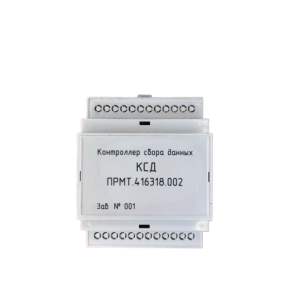 Контроллер сбора данных
КСД
ПРМТ.416318.002
Зав № 001